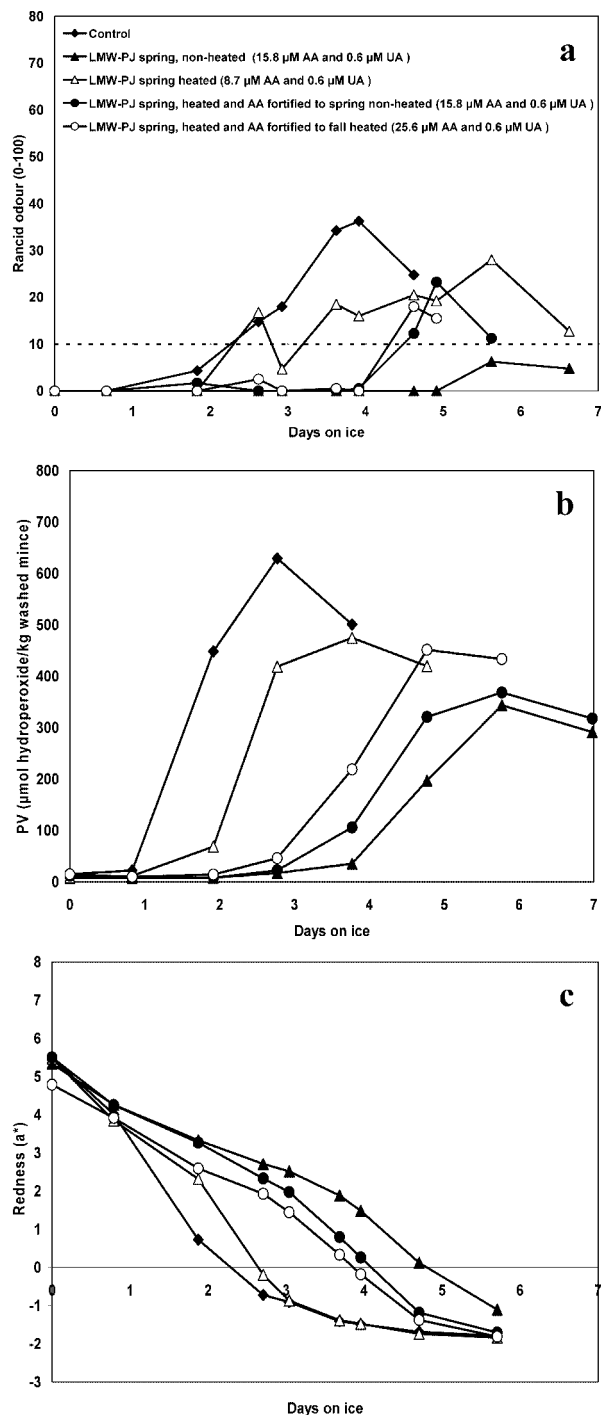 a
Control
LMW-PJ spring, non-heated (15.8 µM AA and 0.6 µM UA )
LMW-PJ spring heated (8.7 µM AA and 0.6 µM UA )
LMW-PJ spring, heated and AA fortified to spring non-heated (15.8 µM AA and 0.6 µM UA )
LMW-PJ spring, heated and AA fortified to fall heated (25.6 µM AA and 0.6 µM UA )
Rancid odour (0-100)
80
70
60
50
40
30
20
10
0
0 1 2 3 4 5 6 7
Days on ice
b
PV (µmol hydroperoxide/kg washed mince)
800
700
600
500
400
300
200
100
0
0 1 2 3 4 5 6 7
Days on ice
c
Redness (a*)
8
7
6
5
4
3
2
1
0
-1
-2
-3
0 1 2 3 4 5 6 7
Days on ice